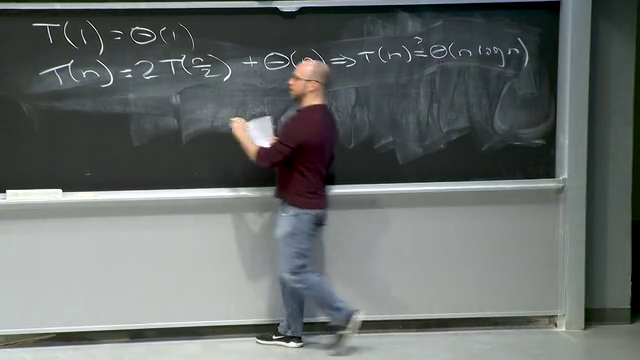 T(1) = Θ(1)
T(n) = 2T(n/2) + Θ(n) ⇒ T(n) ≟ Θ(n log n)